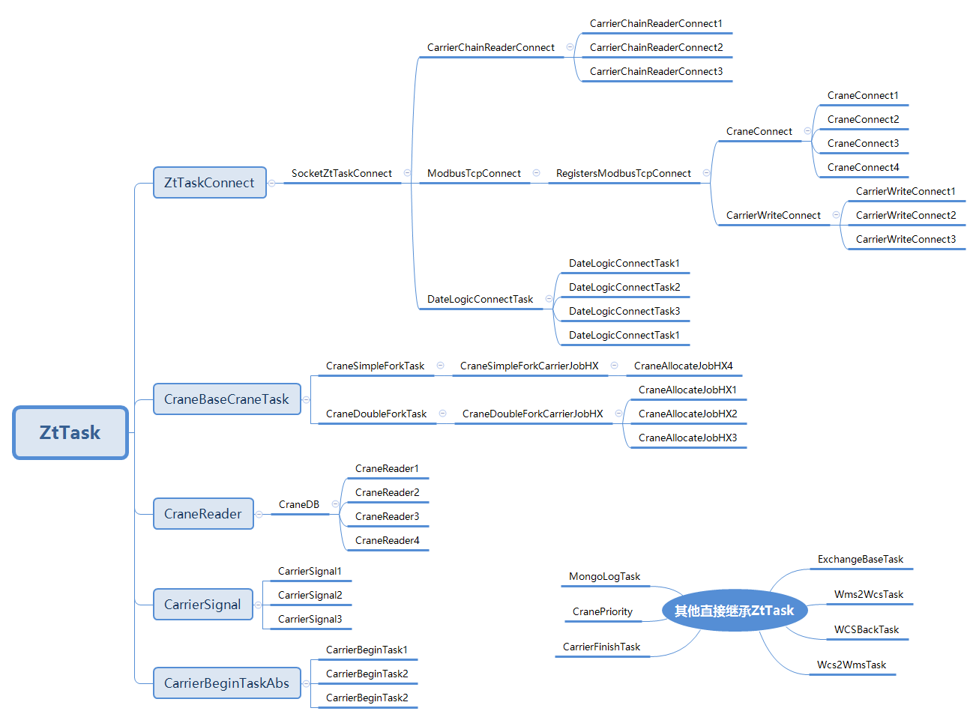 ZtTask
ZtTaskConnect
SocketZtTaskConnect
CarrierChainReaderConnect
CarrierChainReaderConnect1
CarrierChainReaderConnect2
CarrierChainReaderConnect3
ModbusTcpConnect
RegistersModbusTcpConnect
CraneConnect
CraneConnect1
CraneConnect2
CraneConnect3
CraneConnect4
CarrierWriteConnect
CarrierWriteConnect1
CarrierWriteConnect2
CarrierWriteConnect3
DateLogicConnectTask
DateLogicConnectTask1
DateLogicConnectTask2
DateLogicConnectTask3
DateLogicConnectTask1
CraneBaseCraneTask
CraneSimpleForkTask
CraneSimpleForkCarrierJobHX
CraneAllocateJobHX4
CraneDoubleForkTask
CraneDoubleForkCarrierJobHX
CraneAllocateJobHX1
CraneAllocateJobHX2
CraneAllocateJobHX3
CraneReader
CraneDB
CraneReader1
CraneReader2
CraneReader3
CraneReader4
CarrierSignal
CarrierSignal1
CarrierSignal2
CarrierSignal3
CarrierBeginTaskAbs
CarrierBeginTask1
CarrierBeginTask2
CarrierBeginTask2
其他直接继承ZtTask
MongoLogTask
CranePriority
CarrierFinishTask
ExchangeBaseTask
Wms2WcsTask
WCSBackTask
Wcs2WmsTask